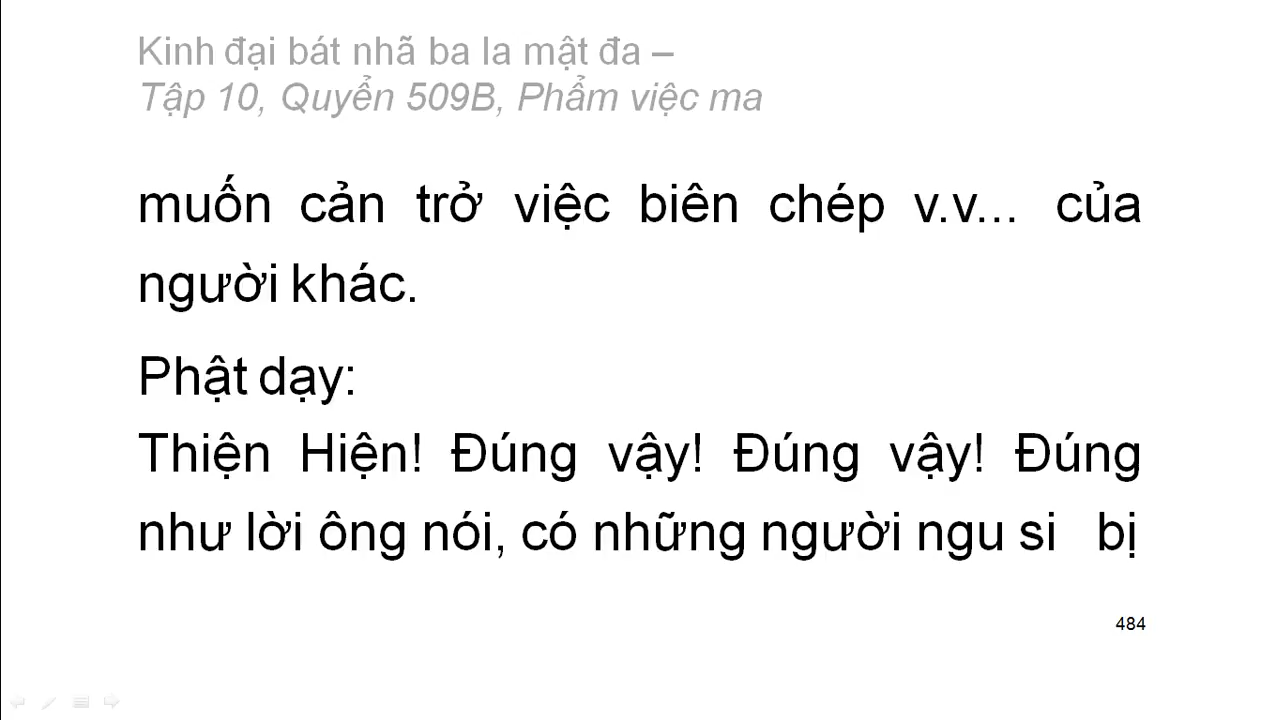 Kinh đại bát nhã ba la mật đa –
Tập 10, Quyển 509B, Phẩm việc ma
muốn cản trở việc biên chép v.v... của
người khác.
Phật dạy:
Thiện Hiện! Đúng vậy! Đúng vậy! Đúng
như lời ông nói, có những người ngu si bị
484